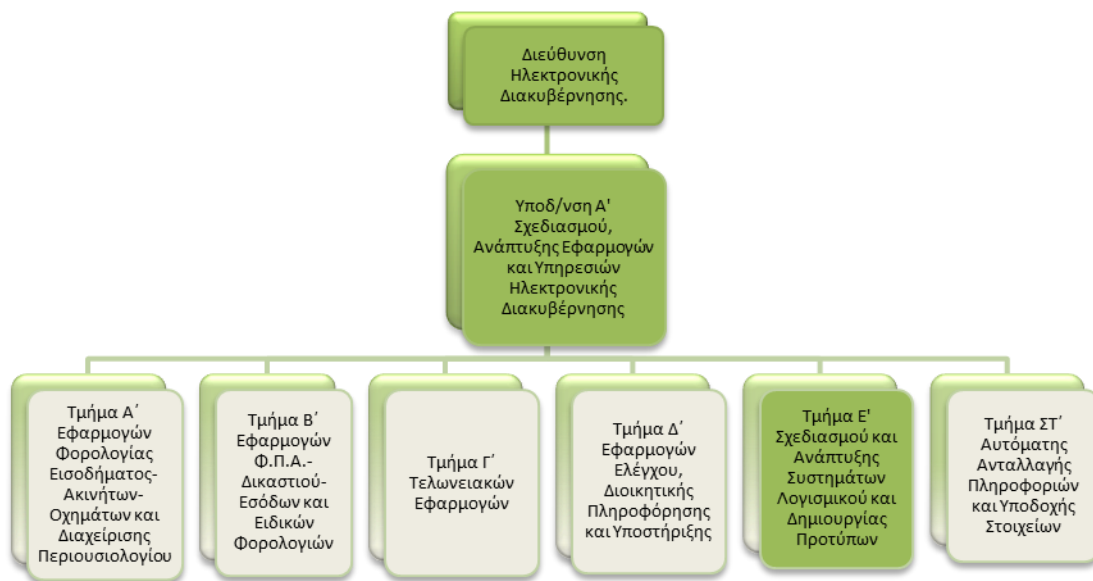 Διεύθυνση
Ηλεκτρονικής
Διακυβέρνησης.
Υποδ/νση Α'
Σχεδιασμού,
Ανάπτυξης Εφαρμογών
και Υπηρεσιών
Ηλεκτρονικής
Διακυβέρνησης
Τμήμα Α΄
Εφαρμογών
Φορολογίας
Εισοδήματος-
Ακινήτων-
Οχημάτων και
Διαχείρισης
Περιουσιολογίου
Τμήμα Β΄
Εφαρμογών
Φ.Π.Α.-
Δικαστιού-
Εσόδων και
Ειδικών
Φορολογιών
Τμήμα Γ΄
Τελωνειακών
Εφαρμογών
Τμήμα Δ΄
Εφαρμογών
Ελέγχου,
Διοικητικής
Πληροφόρησης
και Υποστήριξης
Τμήμα Ε'
Σχεδιασμού και
Ανάπτυξης
Συστημάτων
Λογισμικού και
Δημιουργίας
Προτύπων
Τμήμα ΣΤ΄
Αυτόματης
Ανταλλαγής
Πληροφοριών
και Υποδοχής
Στοιχείων